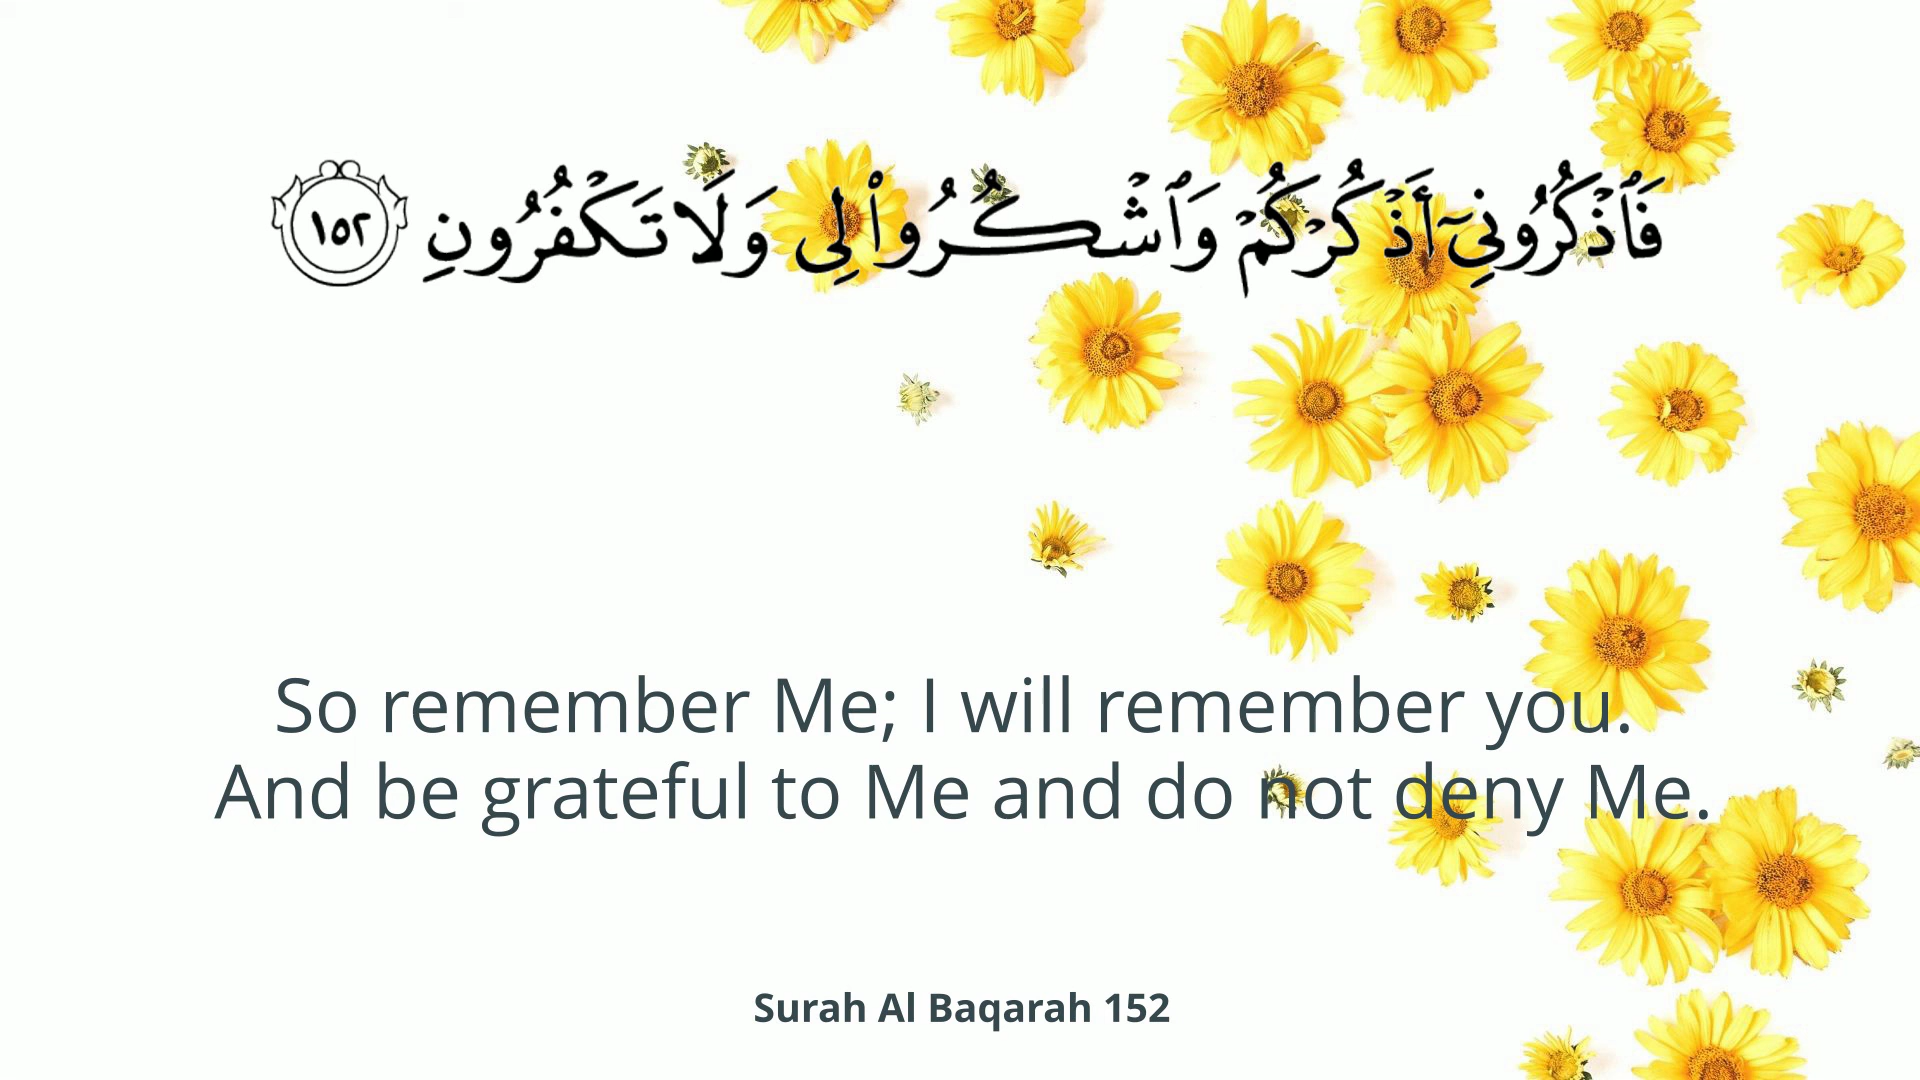 فَٱذْكُرُونِىٓ أَذْكُرْكُمْ وَٱشْكُرُوا۟ لِى وَلَا تَكْفُرُونِ ١٥٢
So remember Me; I will remember you.
And be grateful to Me and do not deny Me.
Surah Al Baqarah 152